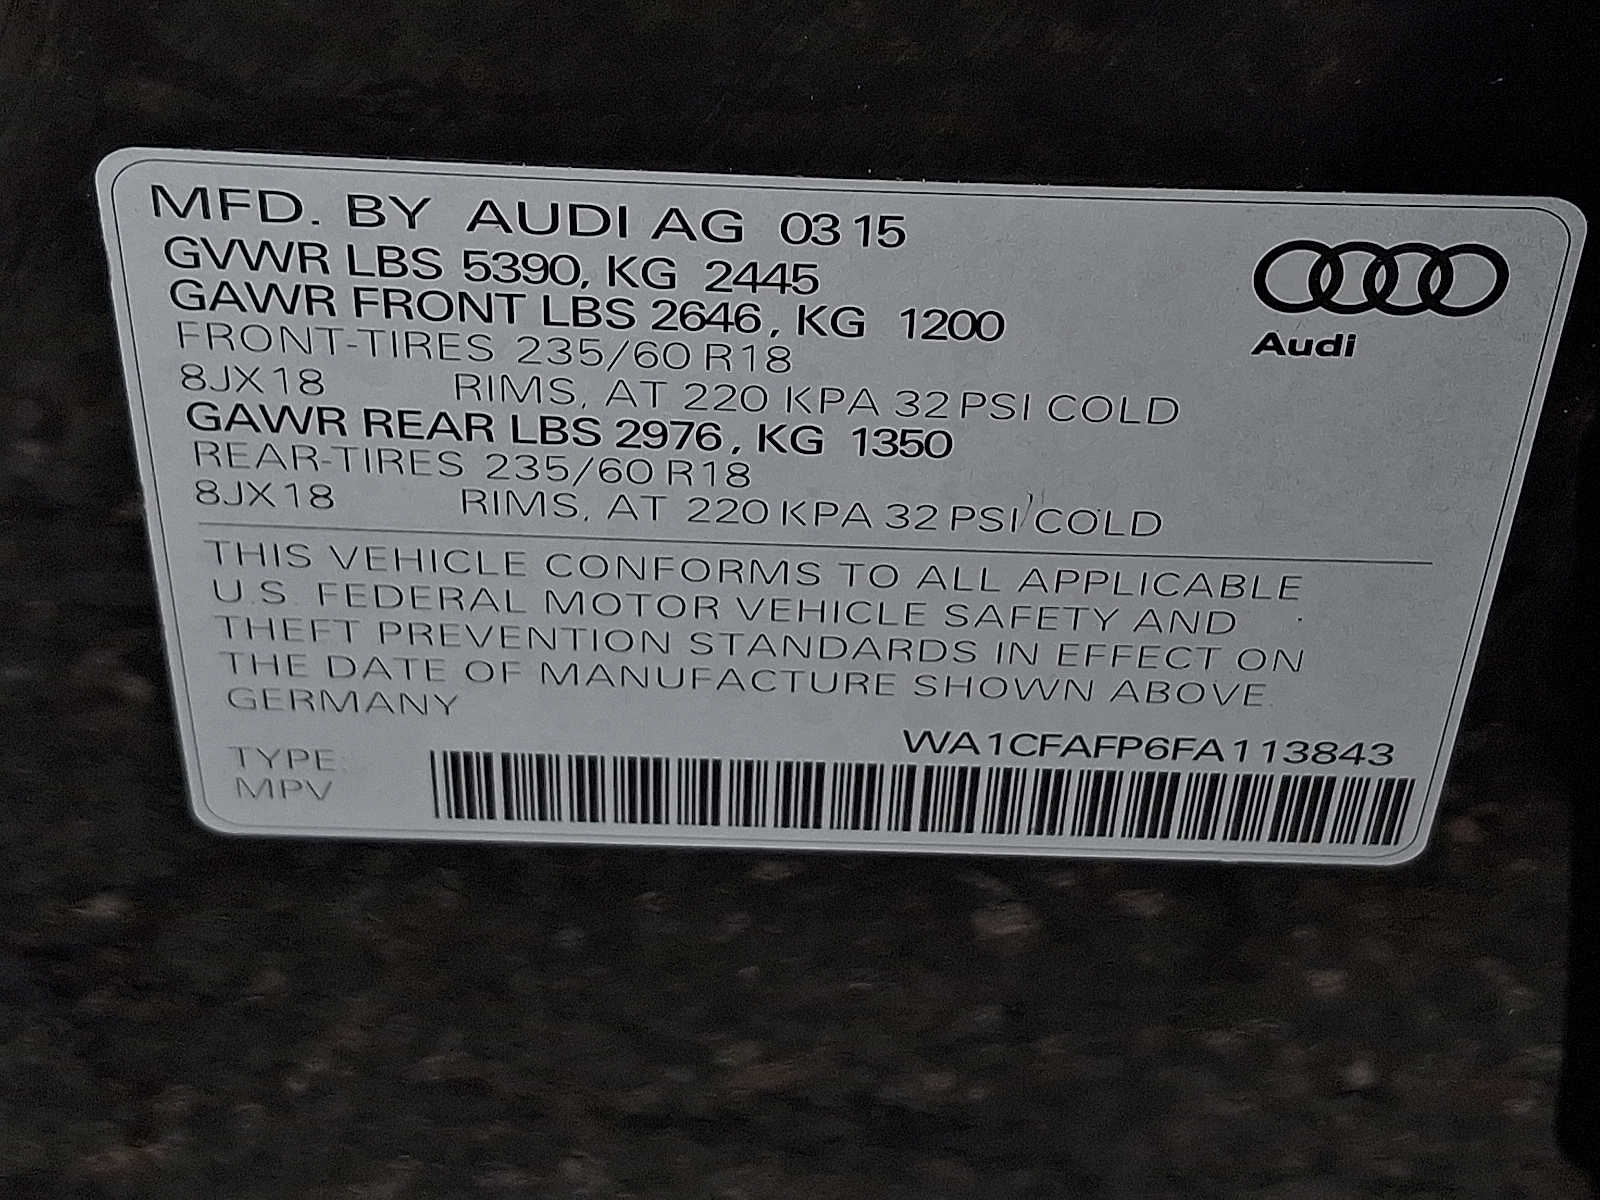 MFD. BY AUDI AG 03 15
GVWR LBS 5390, KG 2445
GAWR FRONT LBS 2646, KG 1200
FRONT-TIRES 235/60 R18
8JX18 RIMS, AT 220 KPA 32 PSI COLD
GAWR REAR LBS 2976, KG 1350
REAR-TIRES 235/60 R18
8JX18 RIMS, AT 220 KPA 32 PSI COLD
Audi
THIS VEHICLE CONFORMS TO ALL APPLICABLE
U.S. FEDERAL MOTOR VEHICLE SAFETY AND
THEFT PREVENTION STANDARDS IN EFFECT ON
THE DATE OF MANUFACTURE SHOWN ABOVE.
GERMANY
WA1CFAFP6FA113843
TYPE:
MPV